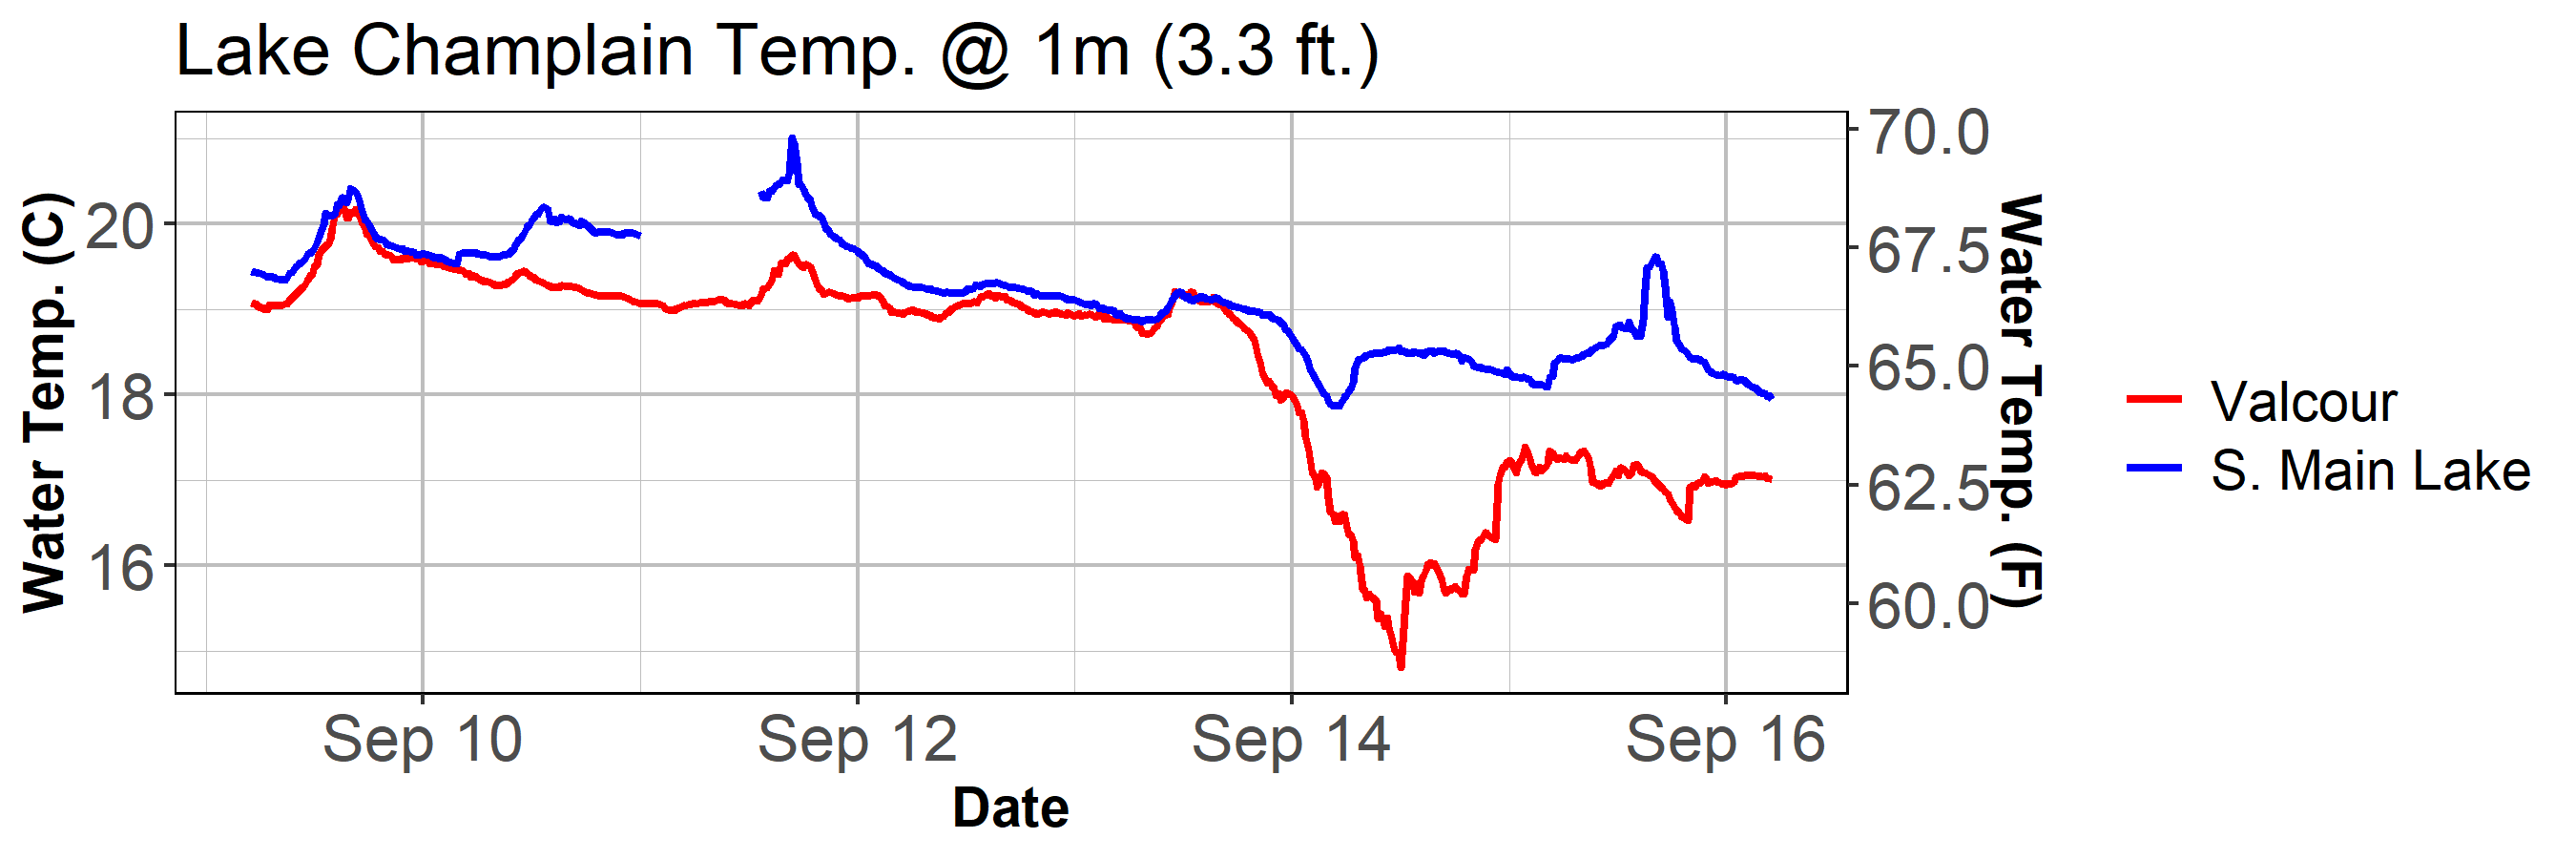 Lake Champlain Temp. @ 1m (3.3 ft.)
Water Temp. (C)
20
18
16
70.0
67.5
65.0
62.5
60.0
Water Temp. (F)
Sep 10
Sep 12
Sep 14
Sep 16
Date
Valcour
S. Main Lake